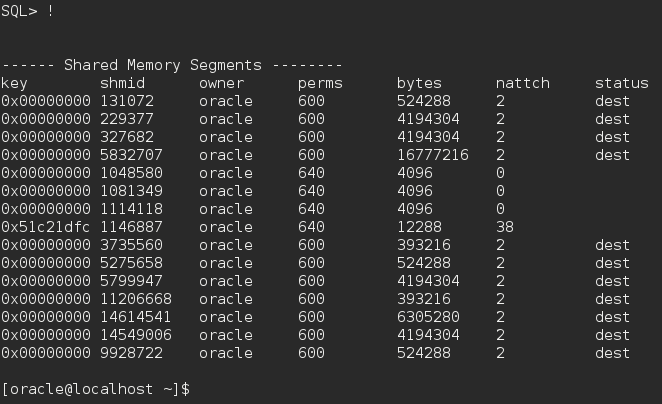 SQL> !
------ Shared Memory Segments --------
key        shmid      owner      perms      bytes      nattch     status
0x00000000 131072     oracle     600        524288     2          dest
0x00000000 229377     oracle     600        4194304    2          dest
0x00000000 327682     oracle     600        4194304    2          dest
0x00000000 5832707    oracle     600        16777216   2          dest
0x00000000 1048580    oracle     640        4096       0
0x00000000 1081349    oracle     640        4096       0
0x00000000 1114118    oracle     640        4096       0
0x51c21dfc 1146887    oracle     640        12288      38
0x00000000 3735560    oracle     600        393216     2          dest
0x00000000 5275658    oracle     600        524288     2          dest
0x00000000 5799947    oracle     600        4194304    2          dest
0x00000000 11206668   oracle     600        393216     2          dest
0x00000000 14614541   oracle     600        6305280    2          dest
0x00000000 14549006   oracle     600        4194304    2          dest
0x00000000 9928722    oracle     600        524288     2          dest
[oracle@localhost ~]$